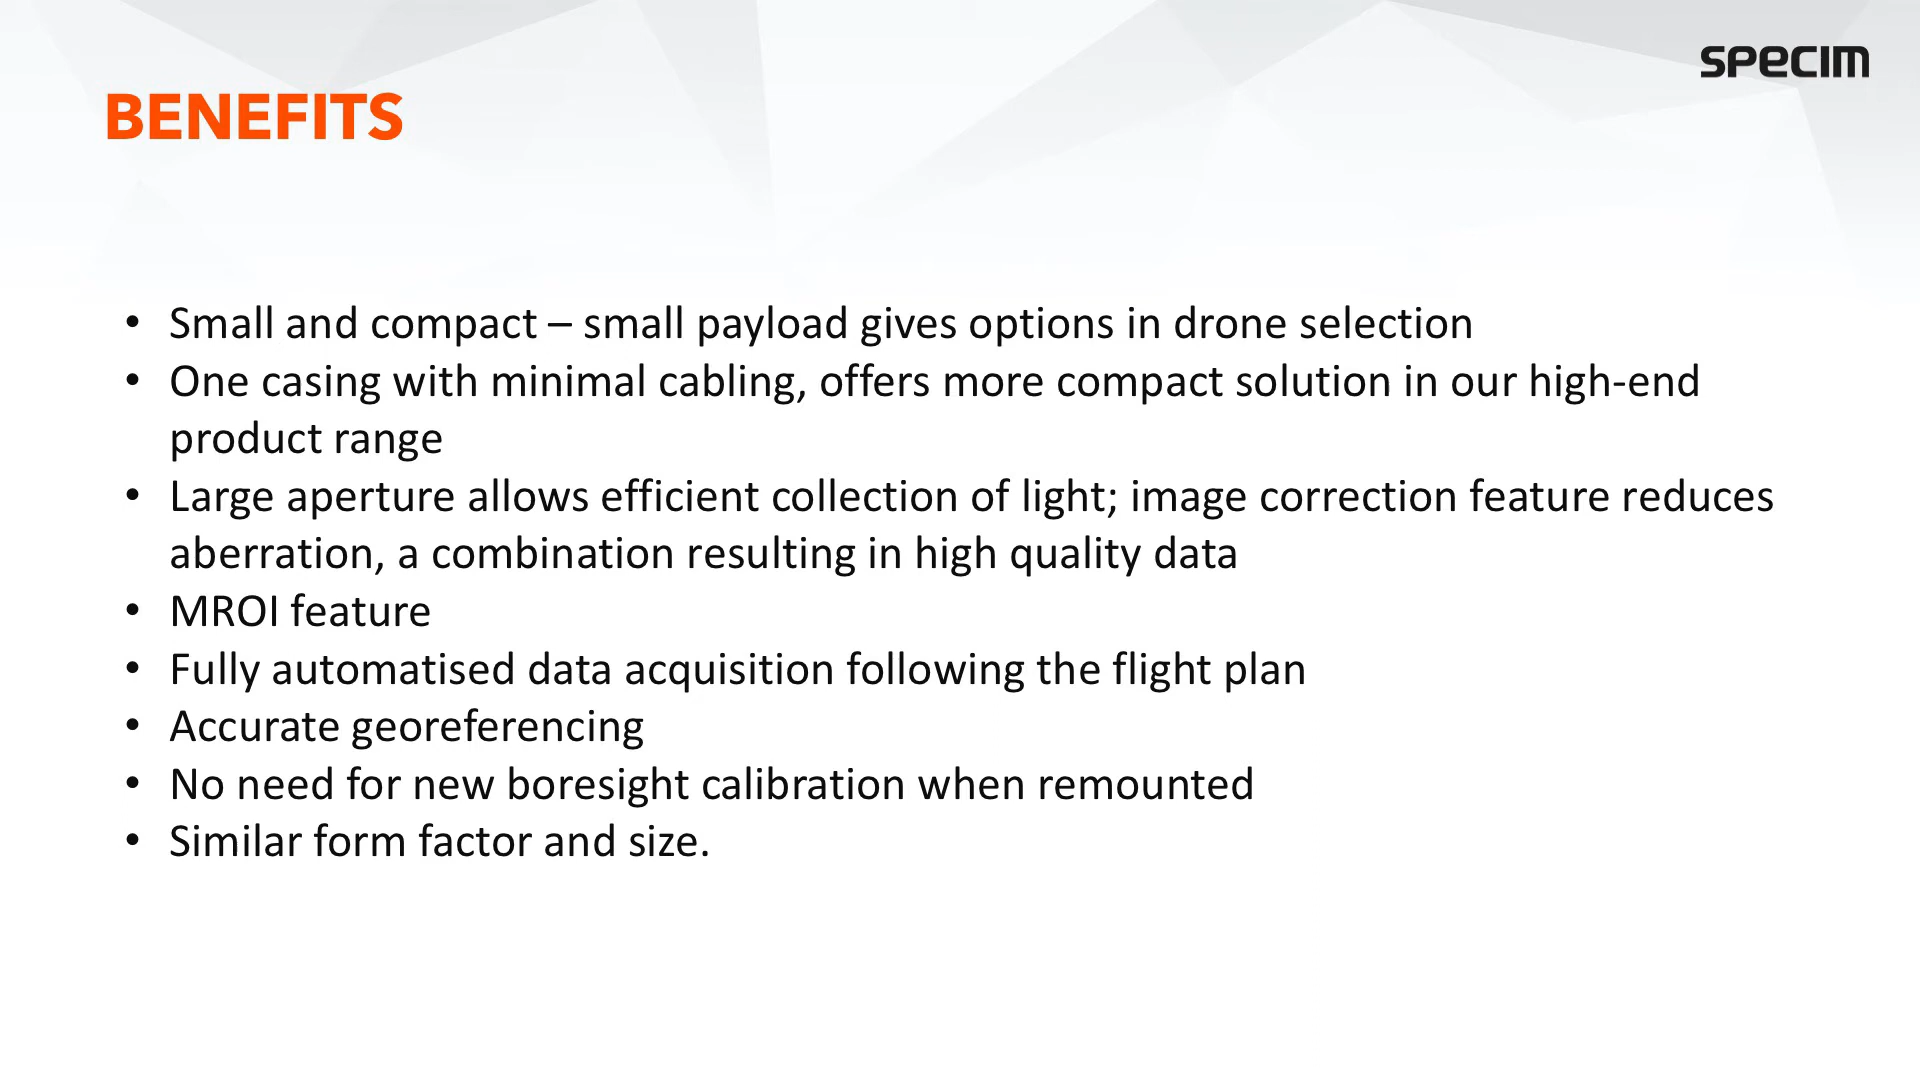 SPECIM
BENEFITS
• Small and compact – small payload gives options in drone selection
• One casing with minimal cabling, offers more compact solution in our high-end
product range
• Large aperture allows efficient collection of light; image correction feature reduces
aberration, a combination resulting in high quality data
• MROI feature
• Fully automatised data acquisition following the flight plan
• Accurate georeferencing
• No need for new boresight calibration when remounted
• Similar form factor and size.